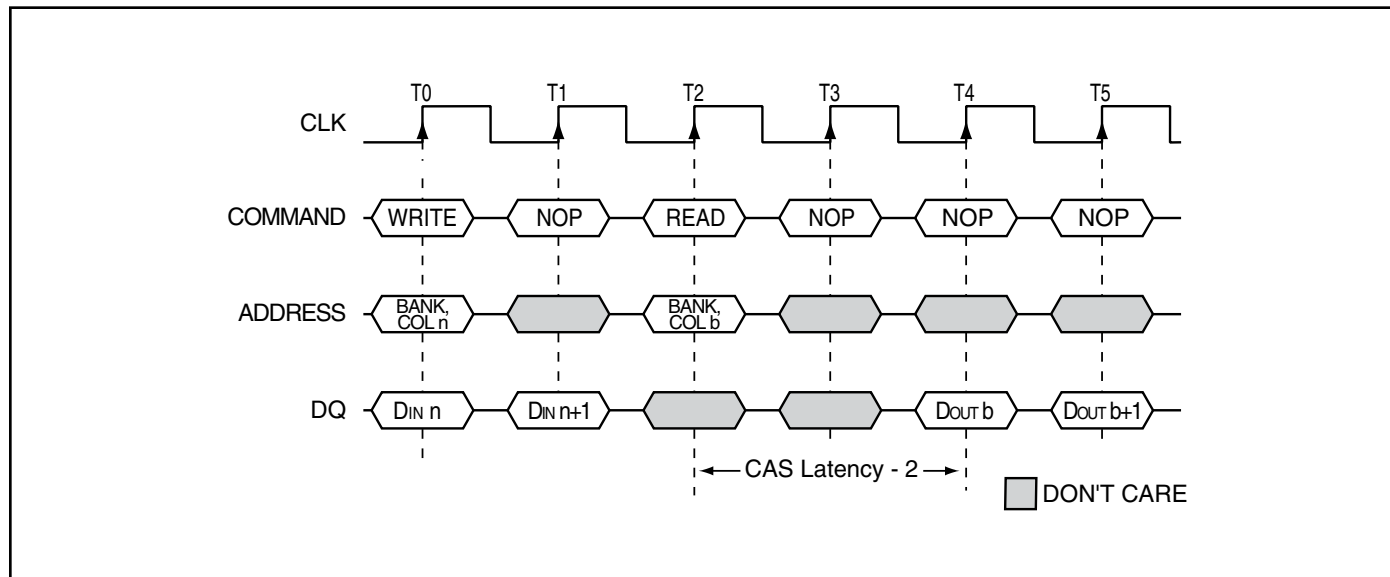 T0 T1 T2 T3 T4 T5
CLK
COMMAND WRITE NOP READ NOP NOP NOP
ADDRESS BANK, COL n BANK, COL b
DQ DIN n DIN n+1 DOUT b DOUT b+1
CAS Latency - 2
DON'T CARE